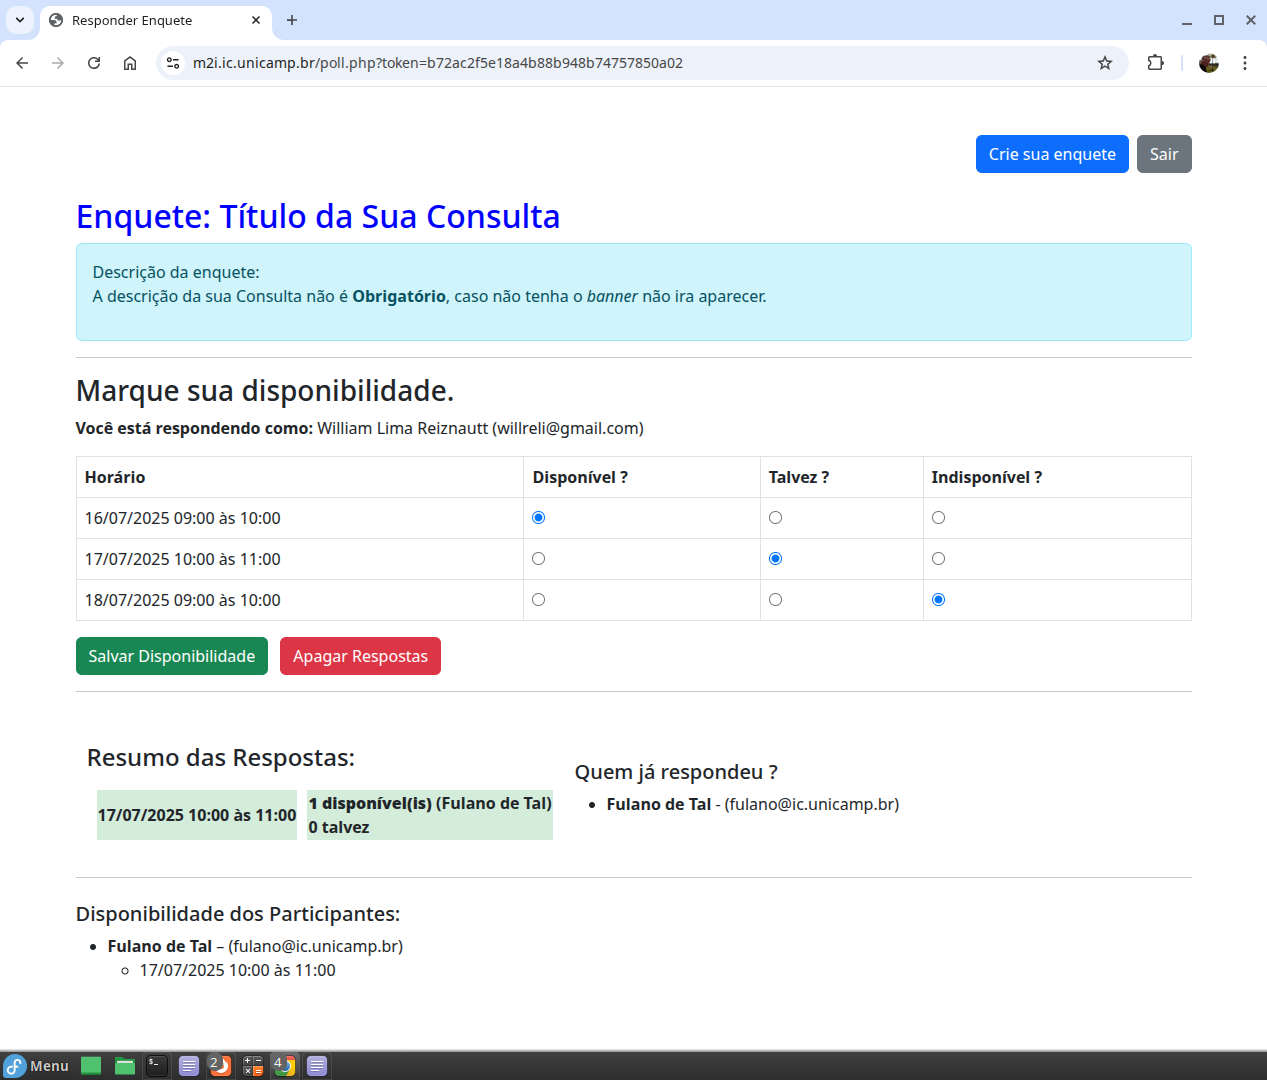 Responder Enquete
m2i.ic.unicamp.br/poll.php?token=b72ac2f5e18a4b88b948b74757850a02
Crie sua enquete Sair
Enquete: Título da Sua Consulta
Descrição da enquete:
A descrição da sua Consulta não é Obrigatório, caso não tenha o banner não ira aparecer.
Marque sua disponibilidade.
Você está respondendo como: William Lima Reiznautt (willreli@gmail.com)
Horário Disponível ? Talvez ? Indisponível ?
16/07/2025 09:00 às 10:00
17/07/2025 10:00 às 11:00
18/07/2025 09:00 às 10:00
Salvar Disponibilidade Apagar Respostas
Resumo das Respostas:
17/07/2025 10:00 às 11:00
1 disponível(is) (Fulano de Tal)
0 talvez
Quem já respondeu ?
Fulano de Tal - (fulano@ic.unicamp.br)
Disponibilidade dos Participantes:
Fulano de Tal – (fulano@ic.unicamp.br)
17/07/2025 10:00 às 11:00
Menu 2 4